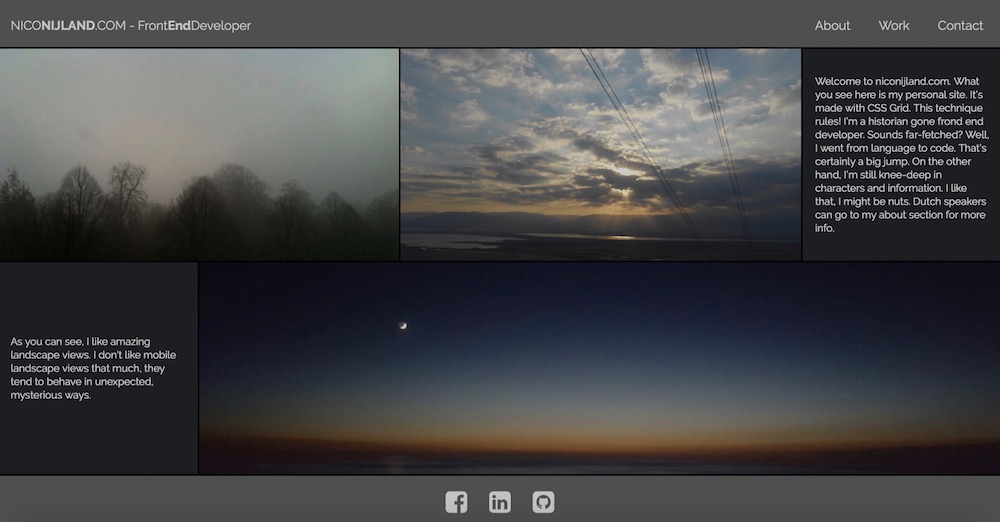 NICONIJLAND.COM - FrontEndDeveloper
About Work Contact
Welcome to niconijland.com. What
you see here is my personal site. It's
made with CSS Grid. This technique
rules! I'm a historian gone frond end
developer. Sounds far-fetched? Well,
I went from language to code. That's
certainly a big jump. On the other
hand, I'm still knee-deep in
characters and information. I like
that, I might be nuts. Dutch speakers
can go to my about section for more
info.
As you can see, I like amazing
landscape views. I don't like mobile
landscape views that much, they
tend to behave in unexpected,
mysterious ways.